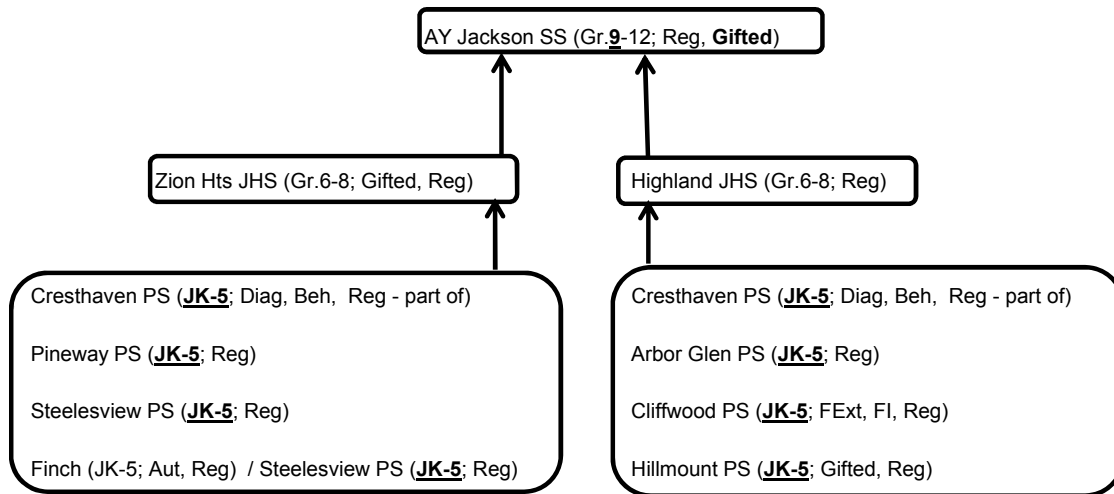 AY Jackson SS (Gr.9-12; Reg, Gifted)
Zion Hts JHS (Gr.6-8; Gifted, Reg)
Highland JHS (Gr.6-8; Reg)
Cresthaven PS (JK-5; Diag, Beh,  Reg - part of)
Pineway PS (JK-5; Reg)
Steelesview PS (JK-5; Reg)
Finch (JK-5; Aut, Reg)  / Steelesview PS (JK-5; Reg)
Cresthaven PS (JK-5; Diag, Beh,  Reg - part of)
Arbor Glen PS (JK-5; Reg)
Cliffwood PS (JK-5; FExt, FI, Reg)
Hillmount PS (JK-5; Gifted, Reg)